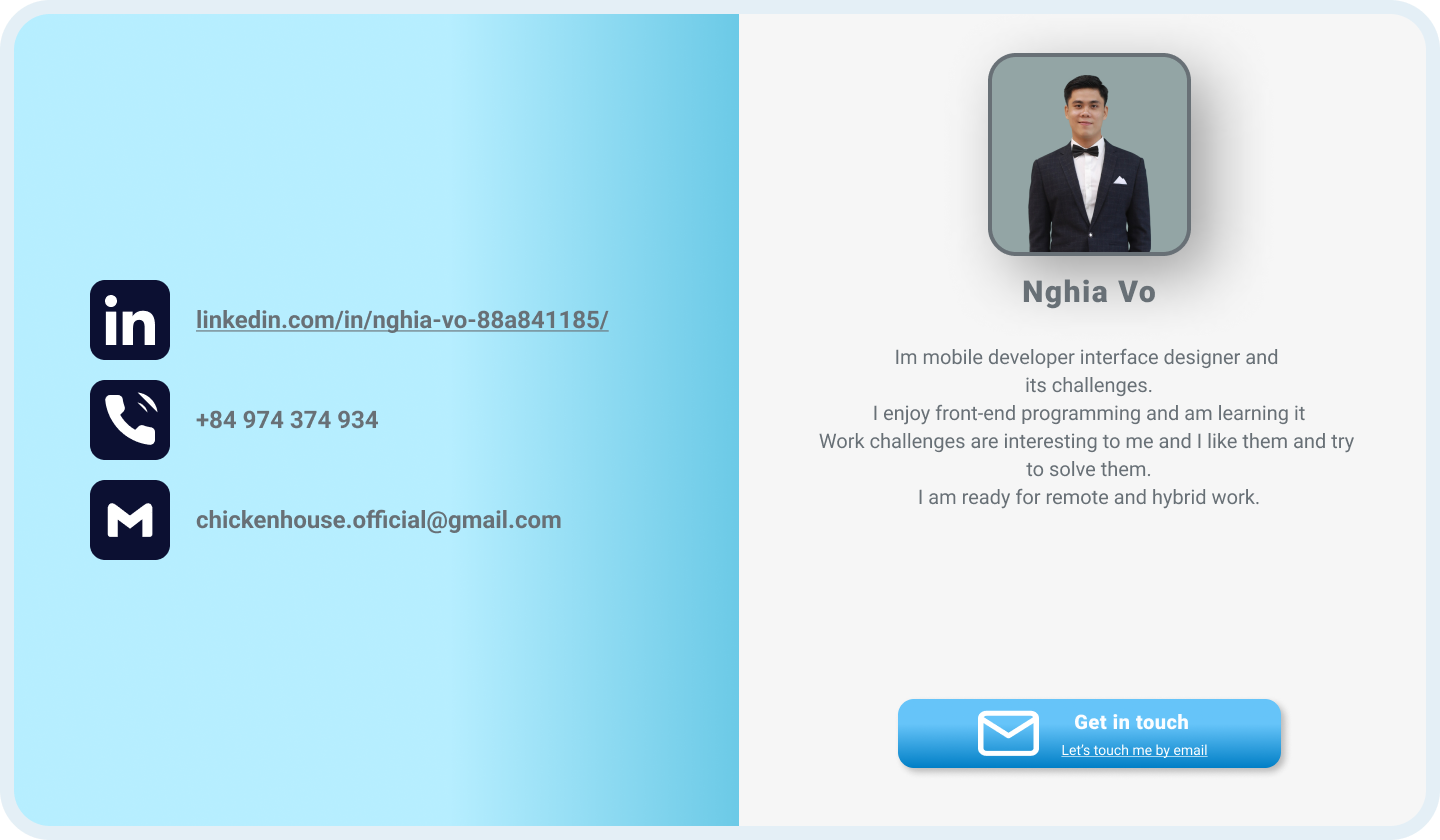 in
linkedin.com/in/nghia-vo-88a841185/
+84 974 374 934
chickenhouse.official@gmail.com
Nghia Vo
Im mobile developer interface designer and
its challenges.
I enjoy front-end programming and am learning it
Work challenges are interesting to me and I like them and try
to solve them.
I am ready for remote and hybrid work.
Get in touch
Let's touch me by email